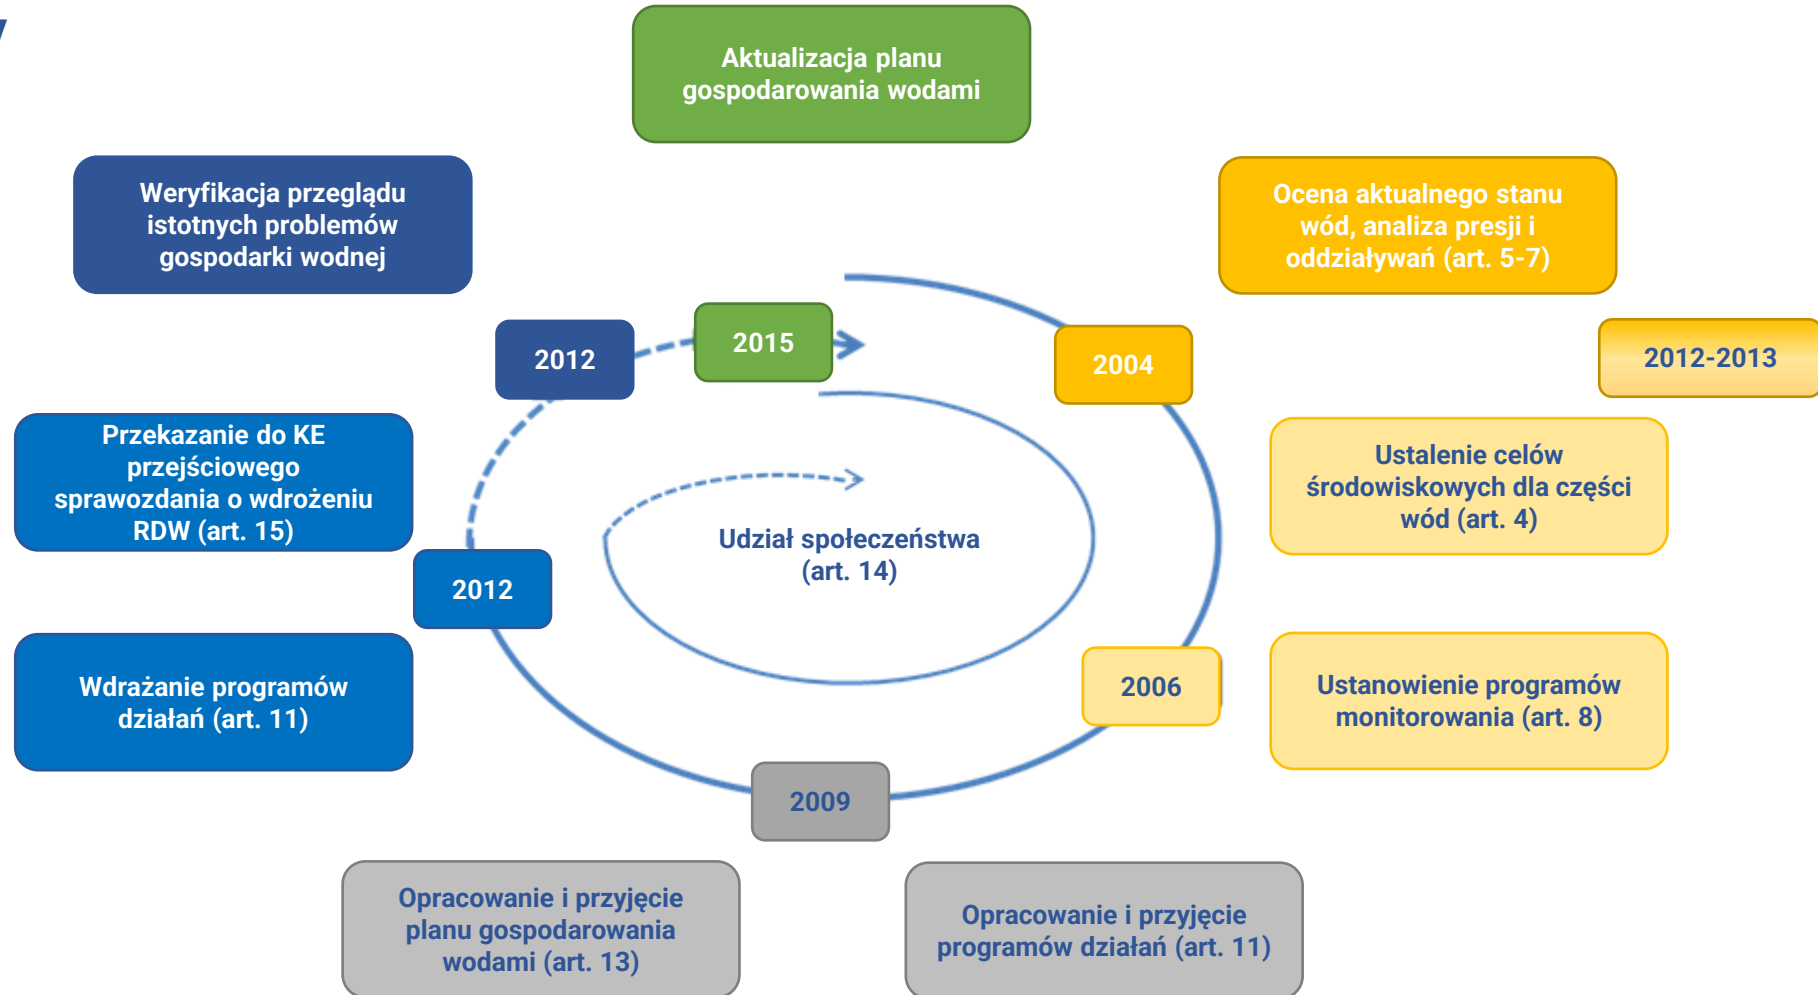 Aktualizacja planu
gospodarowania wodami
Weryfikacja przeglądu
istotnych problemów
gospodarki wodnej
Ocena aktualnego stanu
wód, analiza presji i
oddziaływań (art. 5-7)
2012
2015
2004
2012-2013
Przekazanie do KE
przejściowego
sprawozdania o wdrożeniu
RDW (art. 15)
Ustalenie celów
środowiskowych dla części
wód (art. 4)
Udział społeczeństwa
(art. 14)
2012
Wdrażanie programów
działań (art. 11)
2006
Ustanowienie programów
monitorowania (art. 8)
2009
Opracowanie i przyjęcie
planu gospodarowania
wodami (art. 13)
Opracowanie i przyjęcie
programów działań (art. 11)